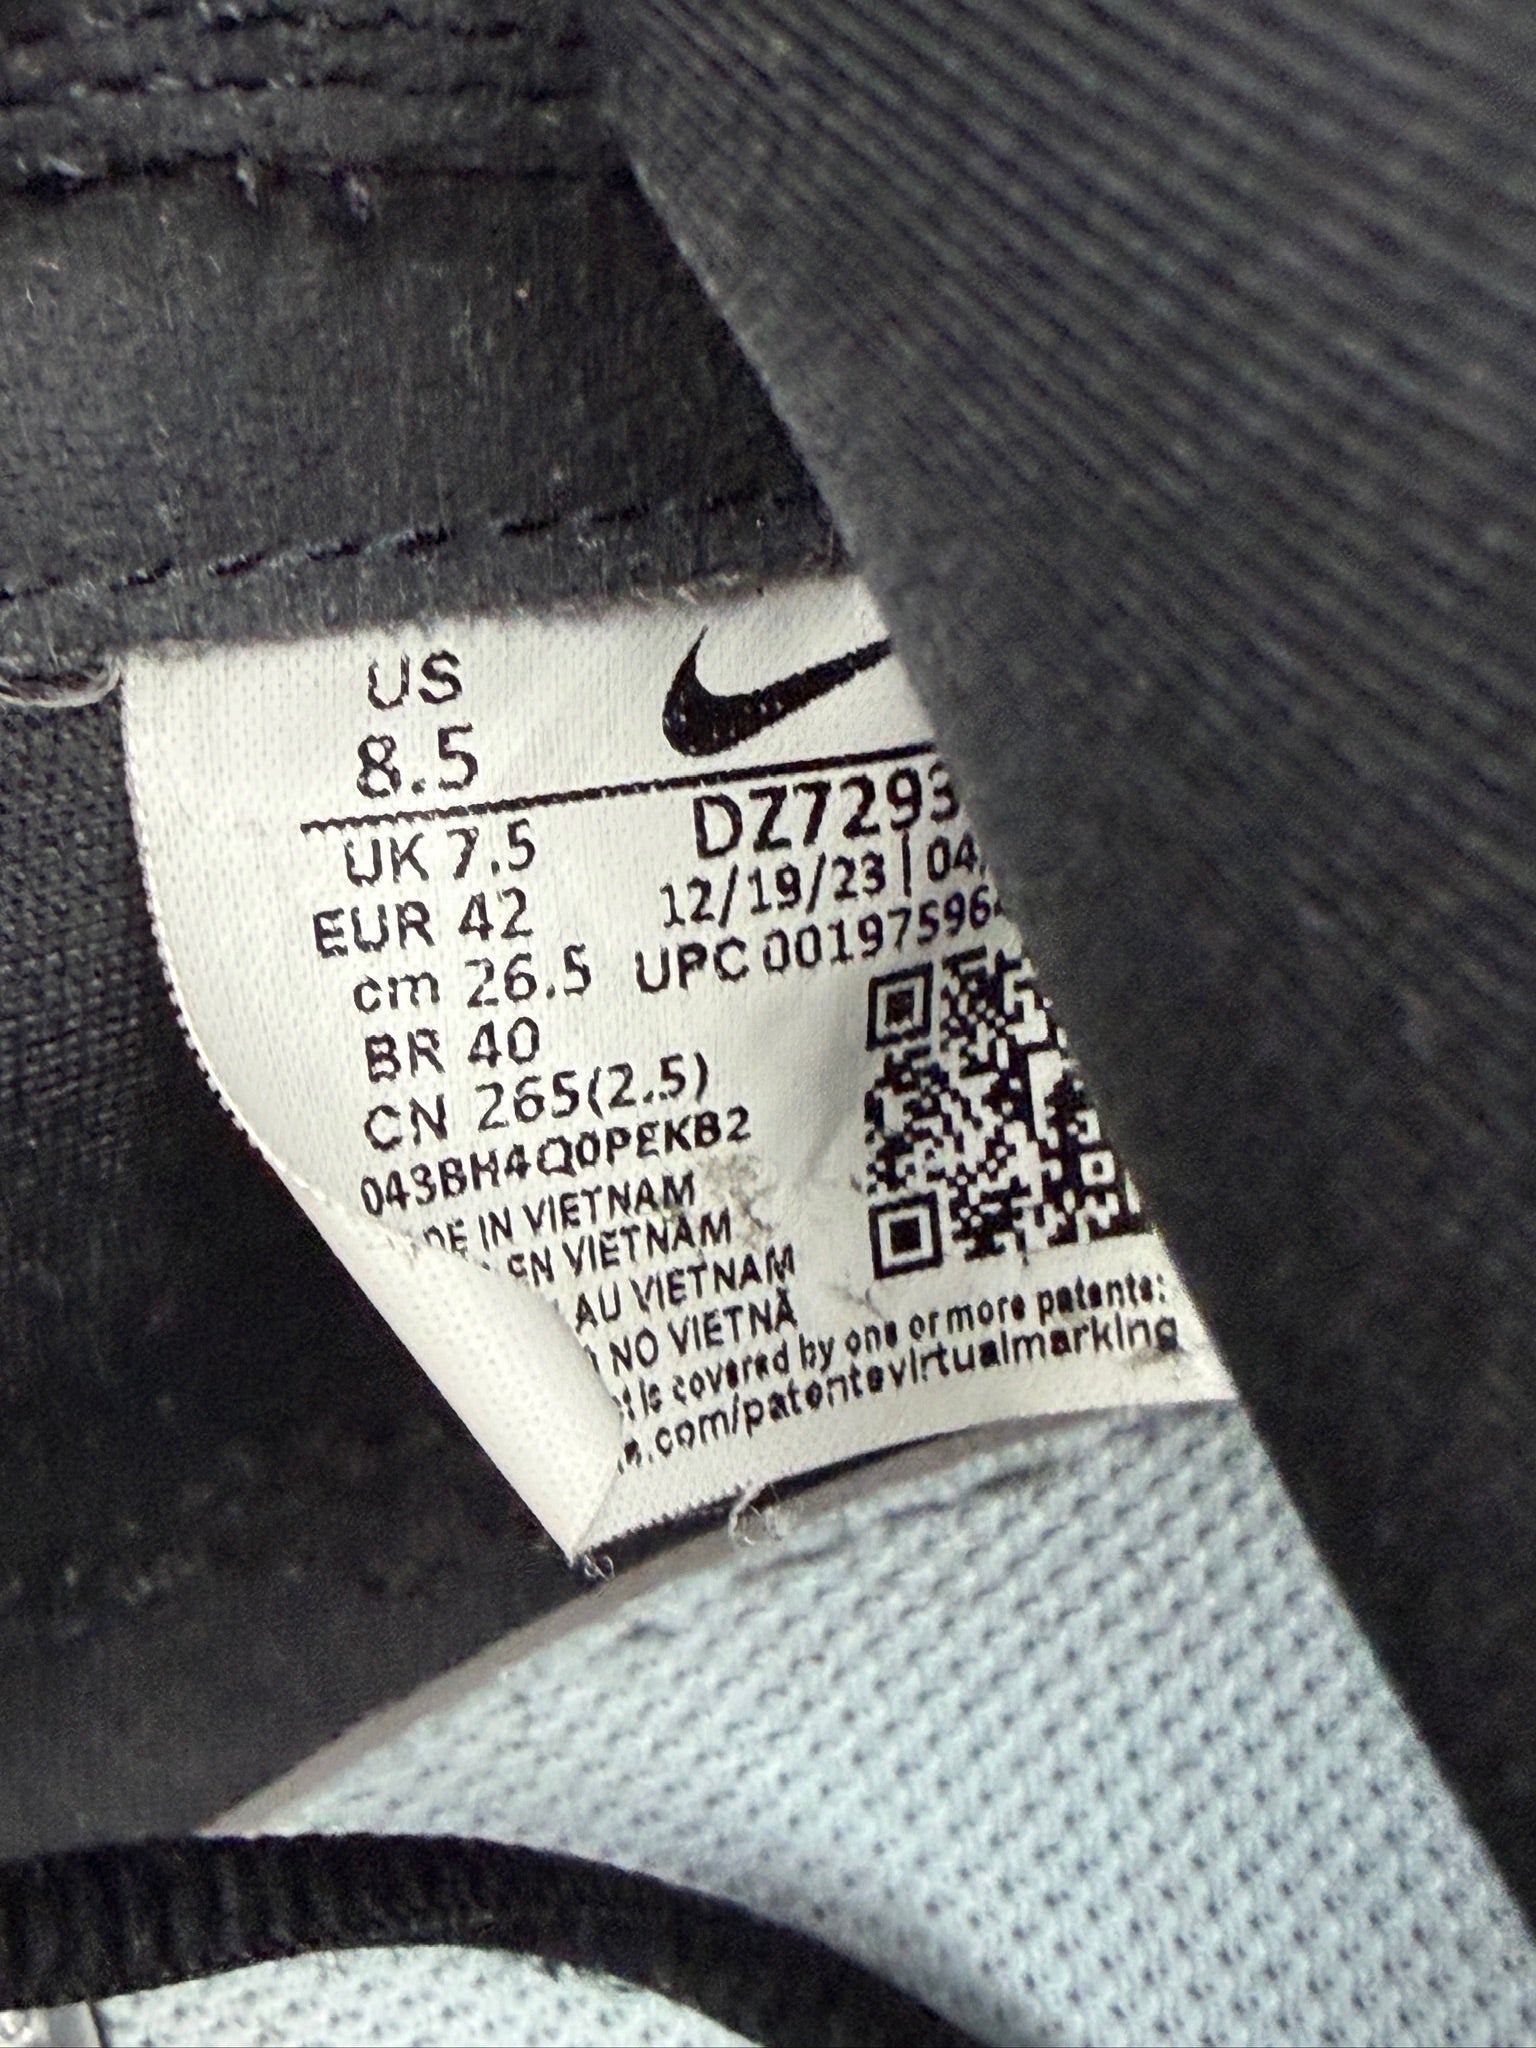 US
8.5
UK 7.5
EUR 42
cm 26.5
BR 40
CN 265(2.5)
043BH4Q0PEKB2
IN VIETNAM
EN VIETNAM
AU VIETNAM
NO VIETNÃ
DZ7293
12/19/23 | 04
UPC 00197596
is covered by one or more patents:
.com/patentevirtualmarking